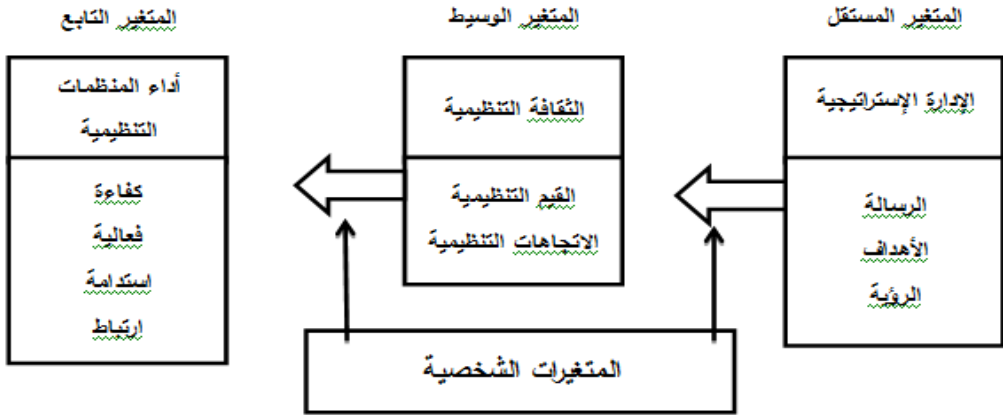 المتغير المستقل
الإدارة الإستراتيجية
الرسالة
الأهداف
الرؤية
المتغير الوسيط
الثقافة التنظيمية
القيم التنظيمية
الاتجاهات التنظيمية
المتغير التابع
أداء المنظمات
التنظيمية
كفاءة
فعالية
استدامة
ارتباط
المتغيرات الشخصية